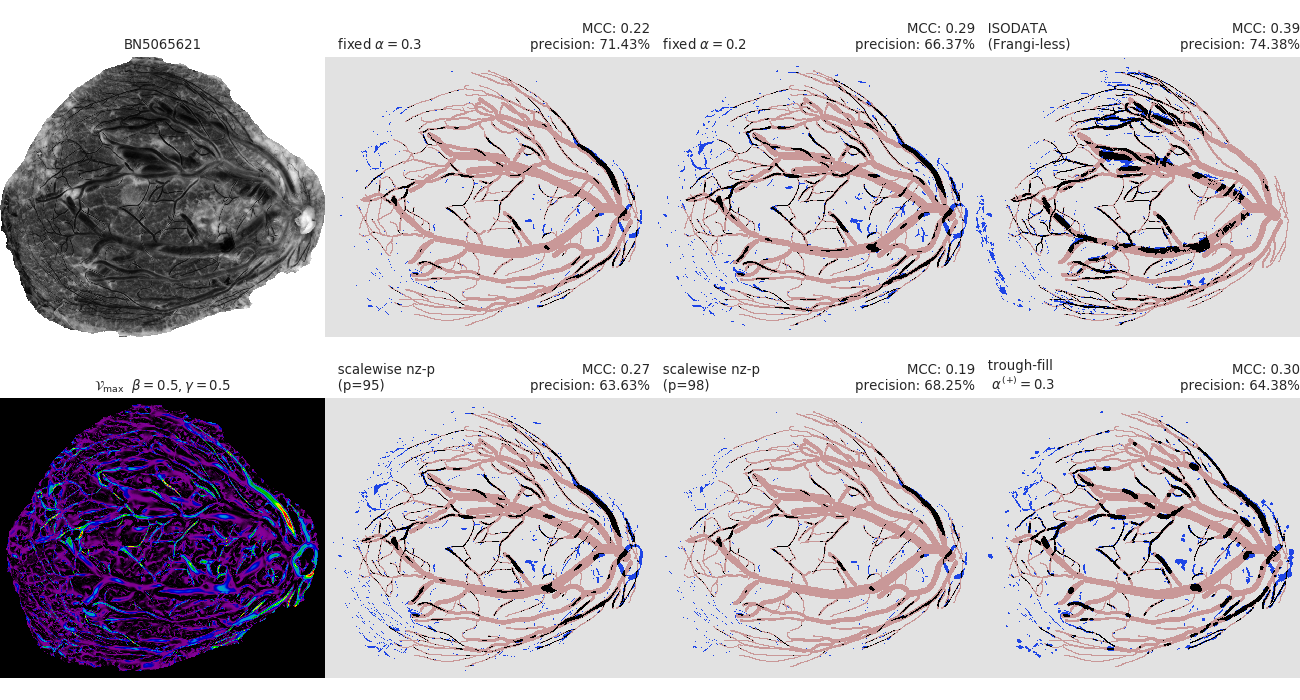 BN5065621
fixed α = 0.3
MCC: 0.22
precision: 71.43%
fixed α = 0.2
MCC: 0.29
precision: 66.37%
ISODATA
(Frangi-less)
MCC: 0.39
precision: 74.38%
𝒱max β = 0.5, γ = 0.5
scalewise nz-p
(p=95)
MCC: 0.27
precision: 63.63%
scalewise nz-p
(p=98)
MCC: 0.19
precision: 68.25%
trough-fill
α(+) = 0.3
MCC: 0.30
precision: 64.38%